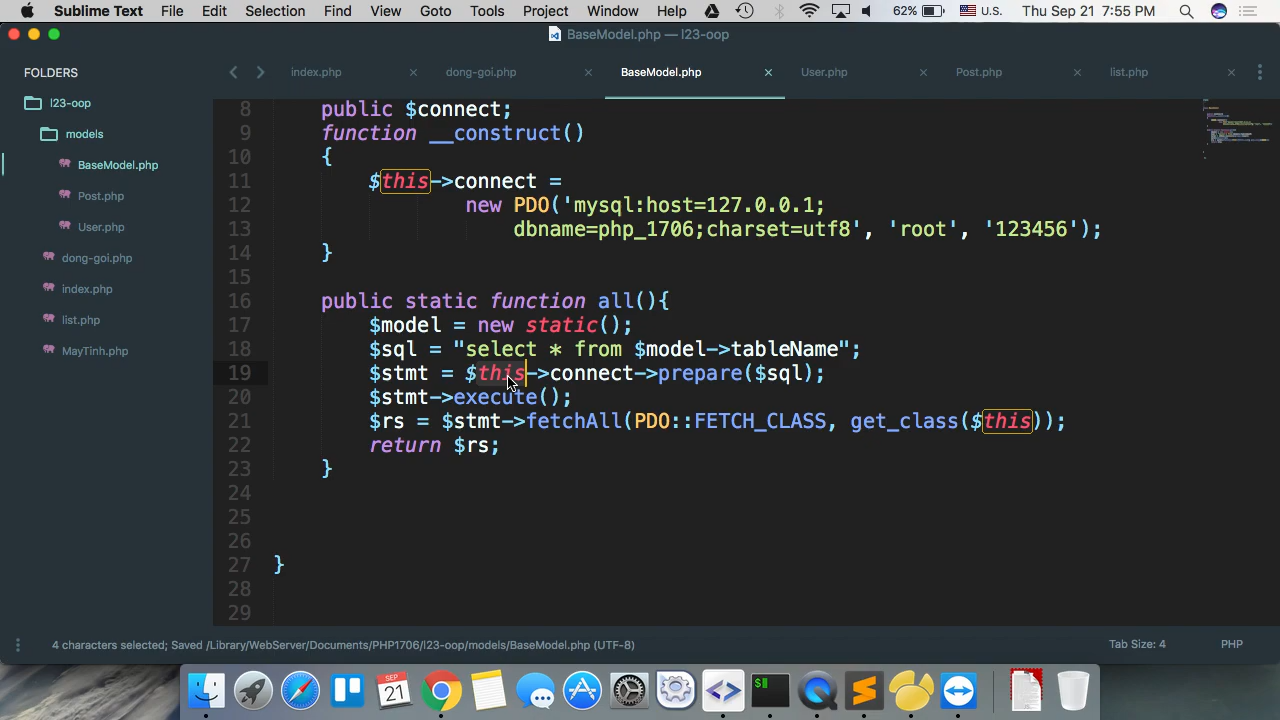 Sublime Text File Edit Selection Find View Goto Tools Project Window Help 62% U.S. Thu Sep 21 7:55 PM
BaseModel.php — l23-oop
FOLDERS
l23-oop
models
BaseModel.php
Post.php
User.php
dong-goi.php
index.php
list.php
MayTinh.php
index.php dong-goi.php BaseModel.php User.php Post.php list.php
8 public $connect;
9 function __construct()
10 {
11 $this->connect =
12 new PDO('mysql:host=127.0.0.1;
13 dbname=php_1706;charset=utf8', 'root', '123456');
14 }
15
16 public static function all(){
17 $model = new static();
18 $sql = "select * from $model->tableName";
19 $stmt = $this->connect->prepare($sql);
20 $stmt->execute();
21 $rs = $stmt->fetchAll(PDO::FETCH_CLASS, get_class($this));
22 return $rs;
23 }
24
25
26
27 }
28
29
4 characters selected; Saved /Library/WebServer/Documents/PHP1706/l23-oop/models/BaseModel.php (UTF-8) Tab Size: 4 PHP
SEP
21
$